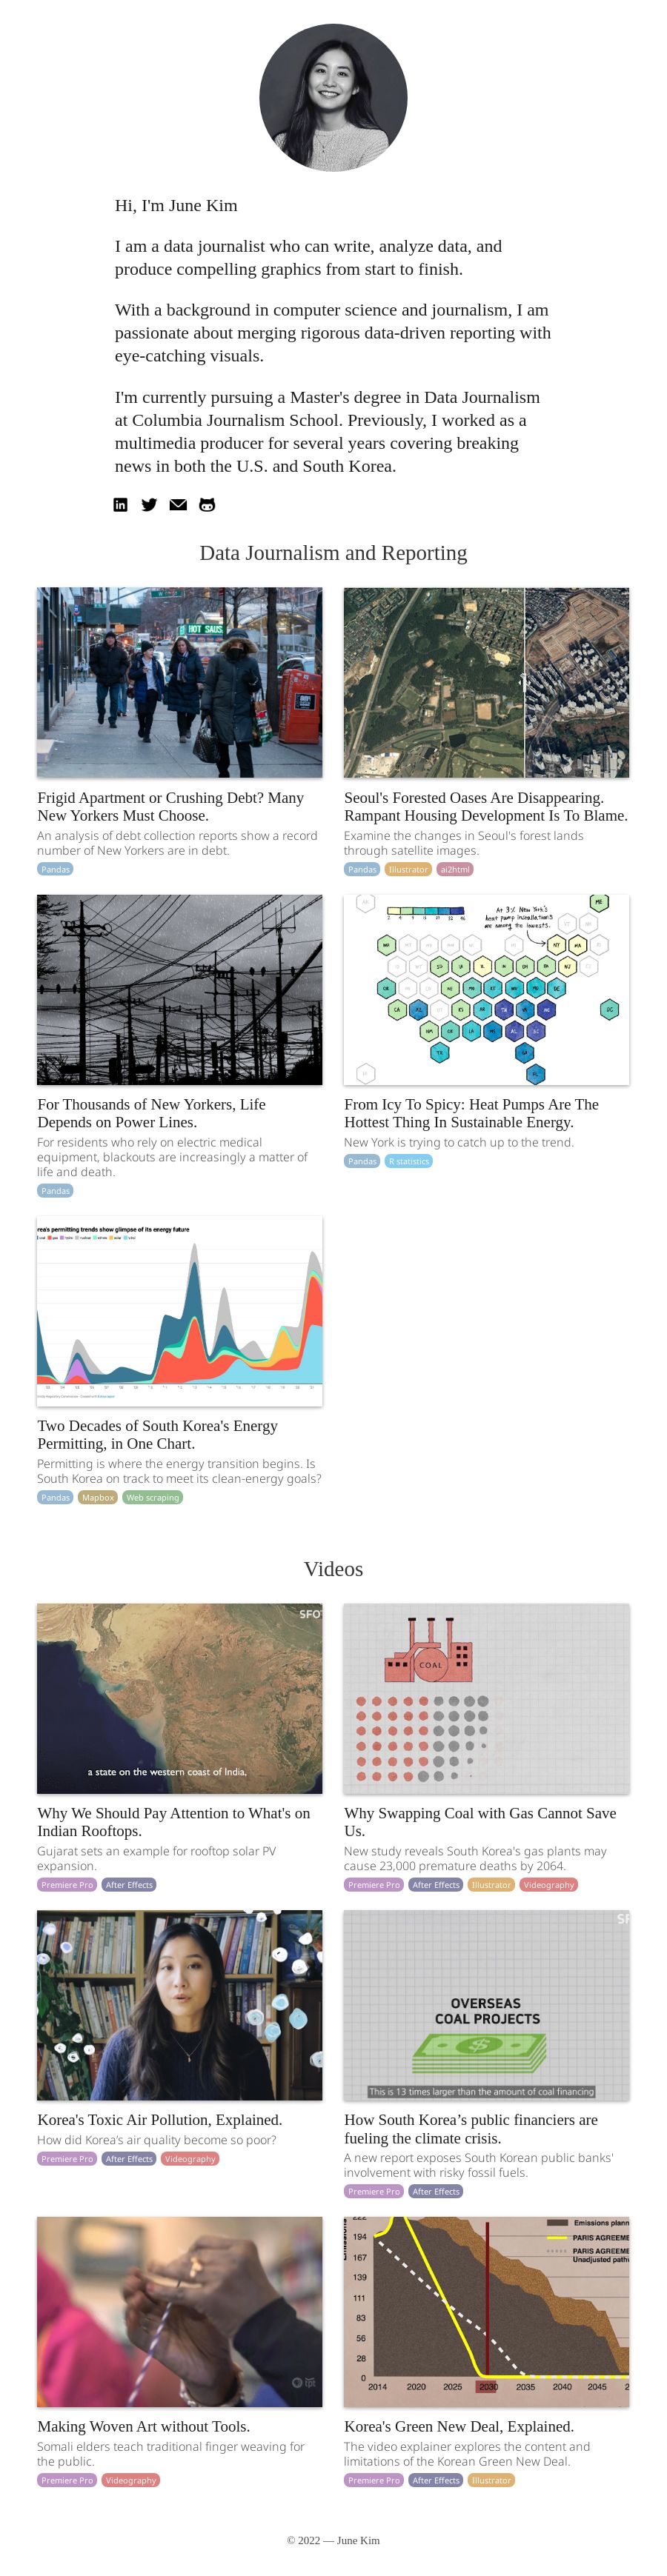 Hi, I'm June Kim
I am a data journalist who can write, analyze data, and
produce compelling graphics from start to finish.
With a background in computer science and journalism, I am
passionate about merging rigorous data-driven reporting with
eye-catching visuals.
I'm currently pursuing a Master's degree in Data Journalism
at Columbia Journalism School. Previously, I worked as a
multimedia producer for several years covering breaking
news in both the U.S. and South Korea.
Data Journalism and Reporting
HOT SAUS
Frigid Apartment or Crushing Debt? Many
New Yorkers Must Choose.
An analysis of debt collection reports show a record
number of New Yorkers are in debt.
Pandas
Seoul's Forested Oases Are Disappearing.
Rampant Housing Development Is To Blame.
Examine the changes in Seoul's forest lands
through satellite images.
Pandas Illustrator ai2html
For Thousands of New Yorkers, Life
Depends on Power Lines.
For residents who rely on electric medical
equipment, blackouts are increasingly a matter of
life and death.
Pandas
At 3% New York's
heat pump installations
are among the lowests.
From Icy To Spicy: Heat Pumps Are The
Hottest Thing In Sustainable Energy.
New York is trying to catch up to the trend.
Pandas R statistics
rea's permitting trends show glimpse of its energy future
Two Decades of South Korea's Energy
Permitting, in One Chart.
Permitting is where the energy transition begins. Is
South Korea on track to meet its clean-energy goals?
Pandas Mapbox Web scraping
Videos
SFO
a state on the western coast of India,
Why We Should Pay Attention to What's on
Indian Rooftops.
Gujarat sets an example for rooftop solar PV
expansion.
Premiere Pro After Effects
COAL
Why Swapping Coal with Gas Cannot Save
Us.
New study reveals South Korea's gas plants may
cause 23,000 premature deaths by 2064.
Premiere Pro After Effects Illustrator Videography
Korea's Toxic Air Pollution, Explained.
How did Korea's air quality become so poor?
Premiere Pro After Effects Videography
SF
OVERSEAS
COAL PROJECTS
This is 13 times larger than the amount of coal financing
How South Korea’s public financiers are
fueling the climate crisis.
A new report exposes South Korean public banks'
involvement with risky fossil fuels.
Premiere Pro After Effects
tpt
Making Woven Art without Tools.
Somali elders teach traditional finger weaving for
the public.
Premiere Pro Videography
Emissions
222
194
167
139
111
83
56
28
0
2014 2020 2025 2030 2035 2040 2045 2
Emissions plann
PARIS AGREEME
PARIS AGREEME
Unadjusted pathw
Korea's Green New Deal, Explained.
The video explainer explores the content and
limitations of the Korean Green New Deal.
Premiere Pro After Effects Illustrator
© 2022 — June Kim